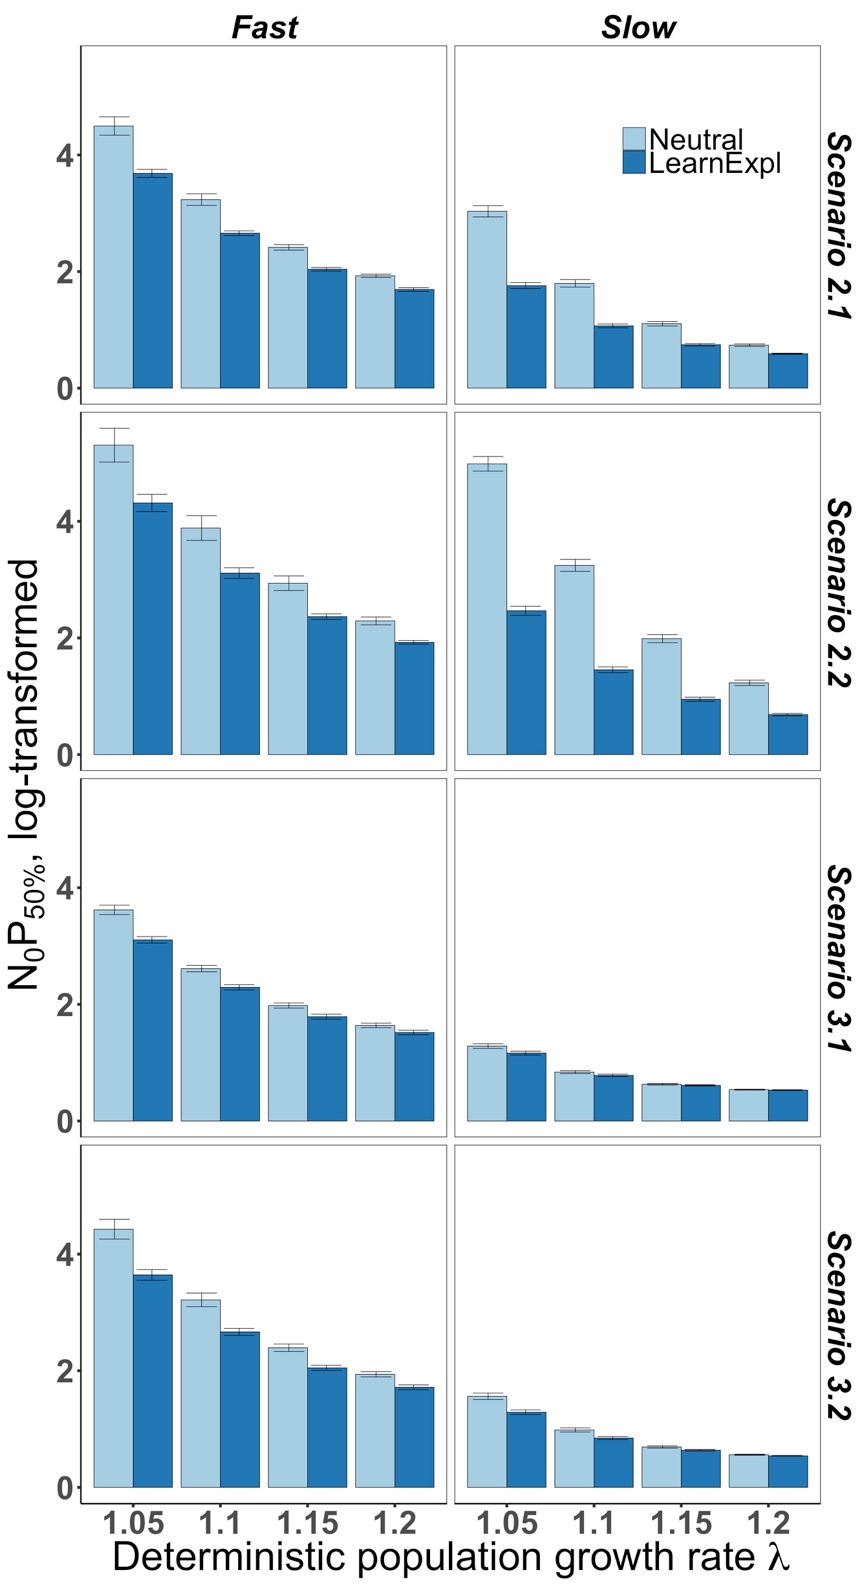 Fast
Slow
4
2
0
Neutral
LearnExpl
Scenario 2.1
4
2
0
Scenario 2.2
4
2
0
Scenario 3.1
4
2
0
Scenario 3.2
N₀P₅₀%, log-transformed
1.05 1.1 1.15 1.2
1.05 1.1 1.15 1.2
Deterministic population growth rate λ